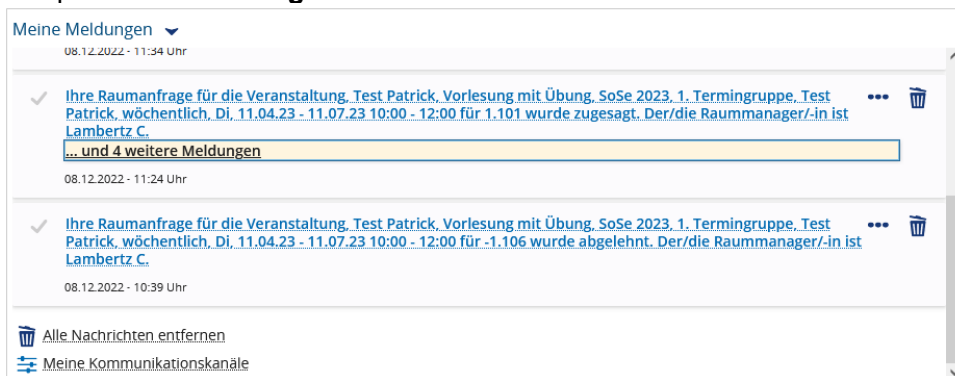 Meine Meldungen
08.12.2022 - 11:34 Uhr
Ihre Raumanfrage für die Veranstaltung, Test Patrick, Vorlesung mit Übung, SoSe 2023, 1. Termingruppe, Test
Patrick, wöchentlich, Di, 11.04.23 - 11.07.23 10:00 - 12:00 für 1.101 wurde zugesagt. Der/die Raummanager/-in ist
Lambertz C.
... und 4 weitere Meldungen
08.12.2022 - 11:24 Uhr
Ihre Raumanfrage für die Veranstaltung, Test Patrick, Vorlesung mit Übung, SoSe 2023, 1. Termingruppe, Test
Patrick, wöchentlich, Di, 11.04.23 - 11.07.23 10:00 - 12:00 für -1.106 wurde abgelehnt. Der/die Raummanager/-in ist
Lambertz C.
08.12.2022 - 10:39 Uhr
Alle Nachrichten entfernen
Meine Kommunikationskanäle